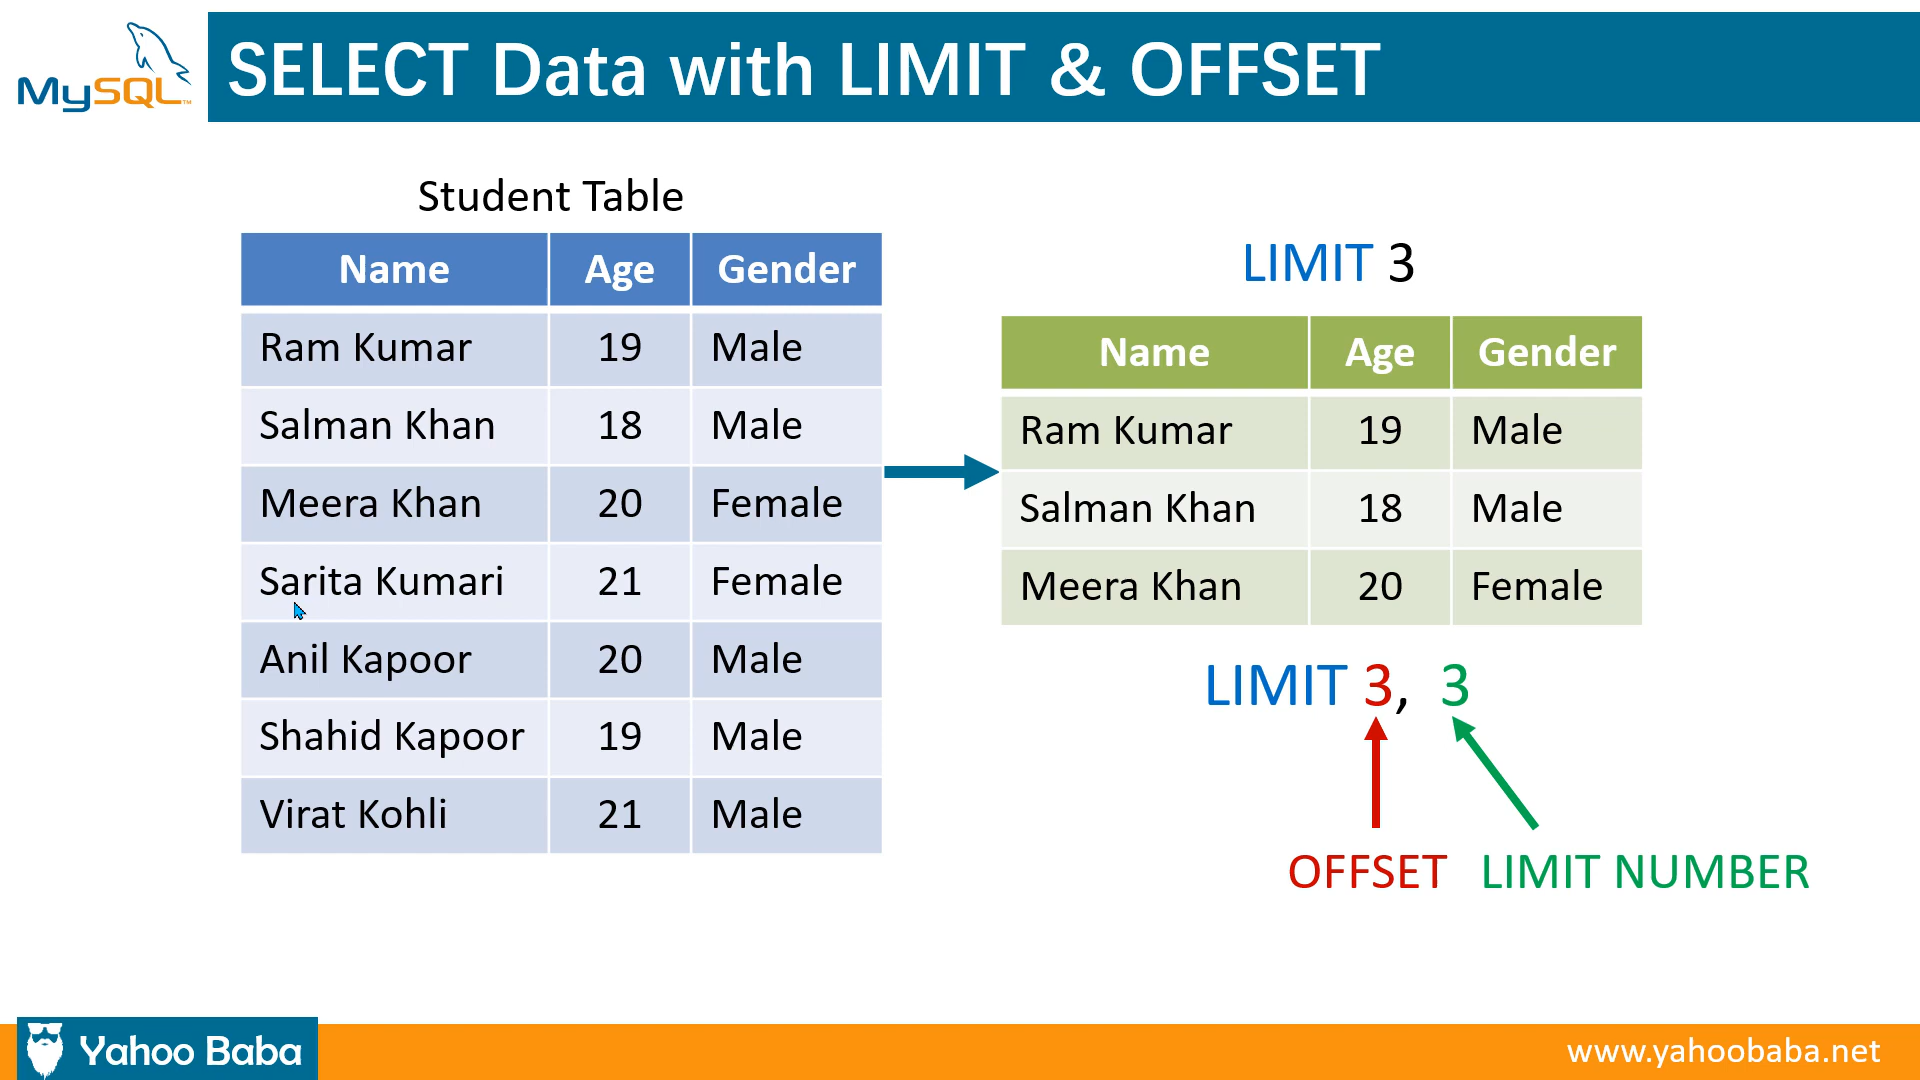 MySQL™
SELECT Data with LIMIT & OFFSET
Student Table
Name Age Gender
Ram Kumar 19 Male
Salman Khan 18 Male
Meera Khan 20 Female
Sarita Kumari 21 Female
Anil Kapoor 20 Male
Shahid Kapoor 19 Male
Virat Kohli 21 Male
LIMIT 3
Name Age Gender
Ram Kumar 19 Male
Salman Khan 18 Male
Meera Khan 20 Female
LIMIT 3, 3
OFFSET LIMIT NUMBER
Yahoo Baba
www.yahoobaba.net